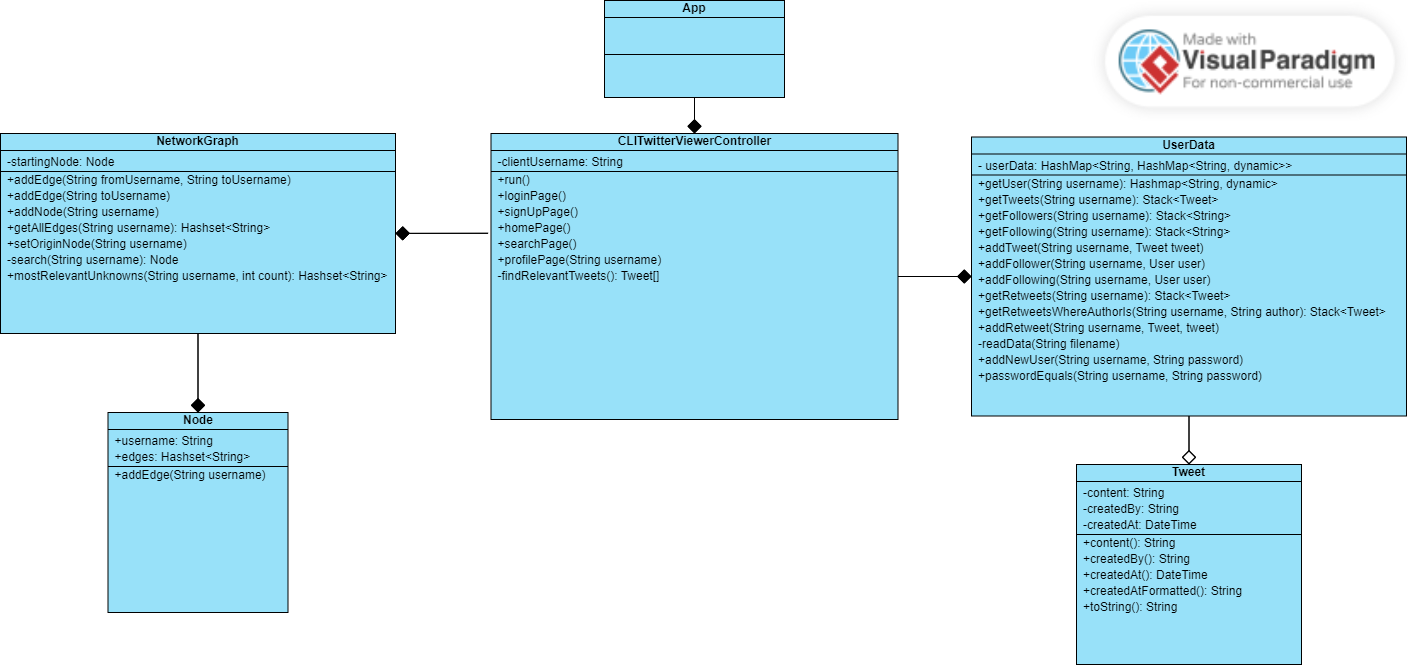 App
Made with
Visual Paradigm
For non-commercial use
NetworkGraph
-startingNode: Node
+addEdge(String fromUsername, String toUsername)
+addEdge(String toUsername)
+addNode(String username)
+getAllEdges(String username): Hashset<String>
+setOriginNode(String username)
-search(String username): Node
+mostRelevantUnknowns(String username, int count): Hashset<String>
CLITwitterViewerController
-clientUsername: String
+run()
+loginPage()
+signUpPage()
+homePage()
+searchPage()
+profilePage(String username)
-findRelevantTweets(): Tweet[]
UserData
- userData: HashMap<String, HashMap<String, dynamic>>
+getUser(String username): Hashmap<String, dynamic>
+getTweets(String username): Stack<Tweet>
+getFollowers(String username): Stack<String>
+getFollowing(String username): Stack<String>
+addTweet(String username, Tweet tweet)
+addFollower(String username, User user)
+addFollowing(String username, User user)
+getRetweets(String username): Stack<Tweet>
+getRetweetsWhereAuthorIs(String username, String author): Stack<Tweet>
+addRetweet(String username, Tweet, tweet)
-readData(String filename)
+addNewUser(String username, String password)
+passwordEquals(String username, String password)
Node
+username: String
+edges: Hashset<String>
+addEdge(String username)
Tweet
-content: String
-createdBy: String
-createdAt: DateTime
+content(): String
+createdBy(): String
+createdAt(): DateTime
+createdAtFormatted(): String
+toString(): String